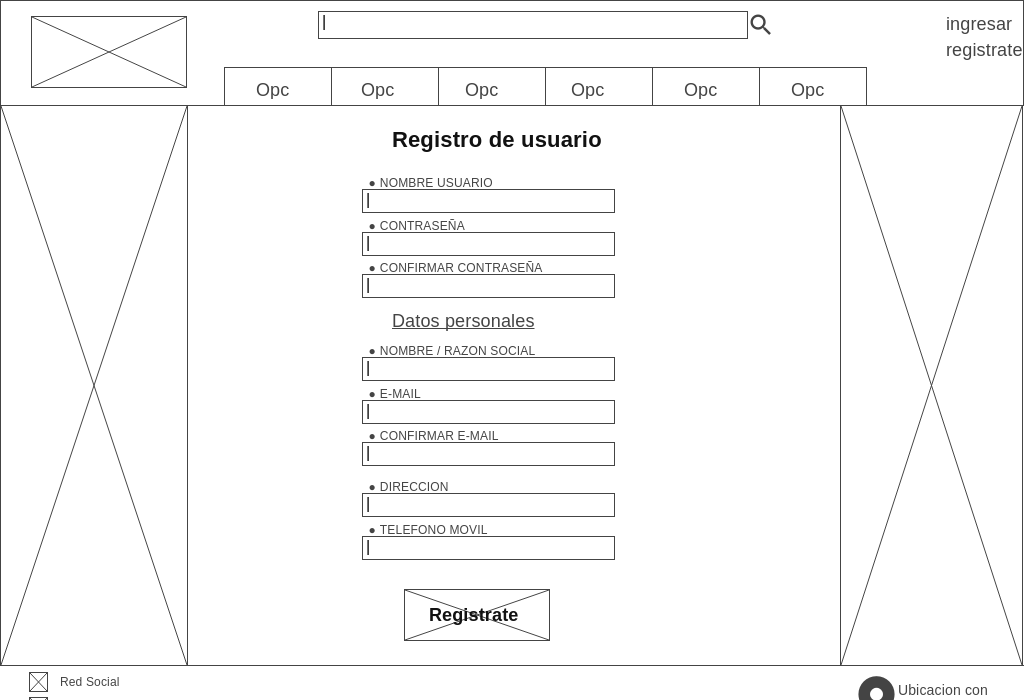 ingresar
registrate
Opc Opc Opc Opc Opc Opc
Registro de usuario
NOMBRE USUARIO
CONTRASEÑA
CONFIRMAR CONTRASEÑA
Datos personales
NOMBRE / RAZON SOCIAL
E-MAIL
CONFIRMAR E-MAIL
DIRECCION
TELEFONO MOVIL
Registrate
Red Social
Ubicacion con